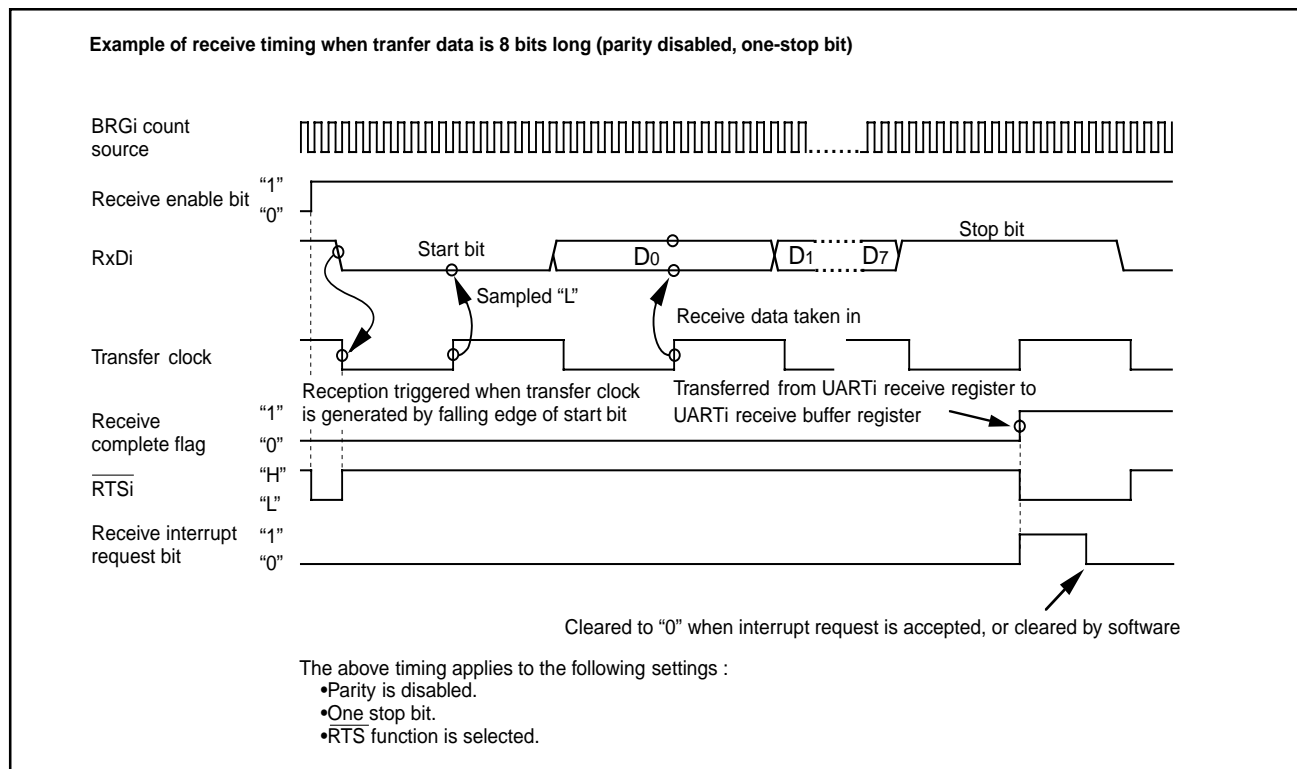 Example of receive timing when tranfer data is 8 bits long (parity disabled, one-stop bit)
BRGi count
source
Receive enable bit
“1”
“0”
RxDi
Start bit
D0
D1
D7
Stop bit
Sampled “L”
Receive data taken in
Transfer clock
Reception triggered when transfer clock
is generated by falling edge of start bit
Transferred from UARTi receive register to
UARTi receive buffer register
Receive
complete flag
“1”
“0”
RTSi
“H”
“L”
Receive interrupt
request bit
“1”
“0”
Cleared to “0” when interrupt request is accepted, or cleared by software
The above timing applies to the following settings :
•Parity is disabled.
•One stop bit.
•RTS function is selected.